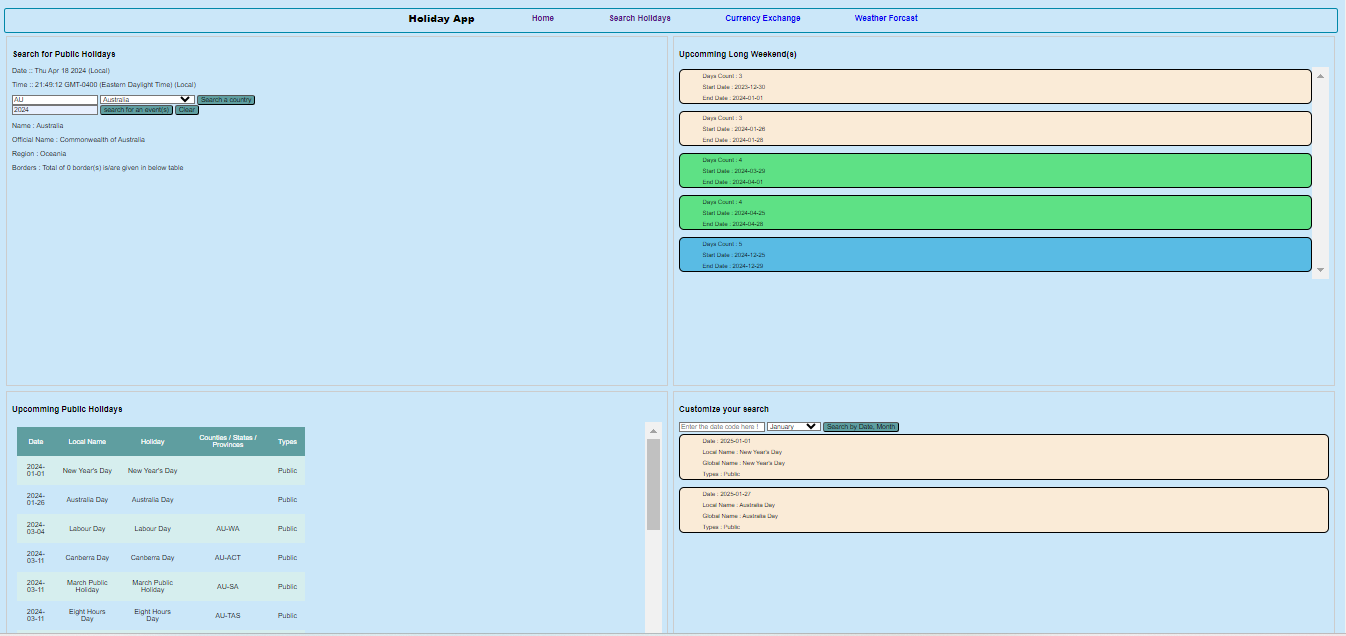 Holiday App Home Search Holidays Currency Exchange Weather Forcast
Search for Public Holidays
Date :: Thu Apr 18 2024 (Local)
Time :: 21:49:12 GMT-0400 (Eastern Daylight Time) (Local)
AU Australia Search a country
2024 search for an event(s) Clear
Name : Australia
Official Name : Commonwealth of Australia
Region : Oceania
Borders : Total of 0 border(s) is/are given in below table
Upcomming Long Weekend(s)
Days Count : 3
Start Date : 2023-12-30
End Date : 2024-01-01
Days Count : 3
Start Date : 2024-01-26
End Date : 2024-01-28
Days Count : 4
Start Date : 2024-03-29
End Date : 2024-04-01
Days Count : 4
Start Date : 2024-04-25
End Date : 2024-04-28
Days Count : 5
Start Date : 2024-12-25
End Date : 2024-12-29
Upcomming Public Holidays
Date Local Name Holiday Counties / States / Provinces Types
2024-01-01 New Year's Day New Year's Day Public
2024-01-26 Australia Day Australia Day Public
2024-03-04 Labour Day Labour Day AU-WA Public
2024-03-11 Canberra Day Canberra Day AU-ACT Public
2024-03-11 March Public Holiday March Public Holiday AU-SA Public
2024-03-11 Eight Hours Day Eight Hours Day AU-TAS Public
Customize your search
Enter the date code here ! January Search by Date, Month
Date : 2025-01-01
Local Name : New Year's Day
Global Name : New Year's Day
Types : Public
Date : 2025-01-27
Local Name : Australia Day
Global Name : Australia Day
Types : Public